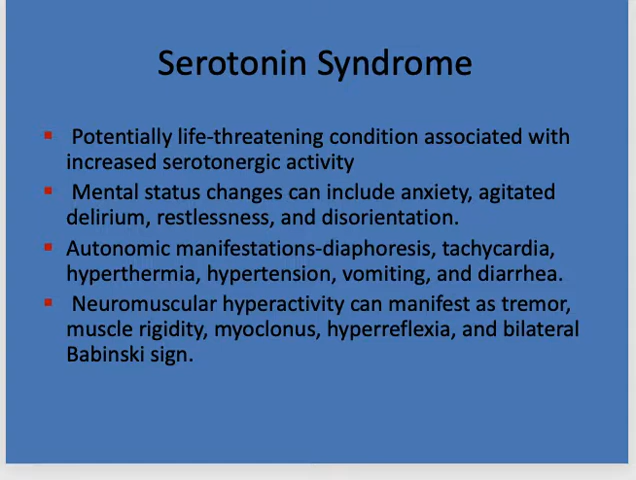 Serotonin Syndrome
▪ Potentially life-threatening condition associated with
increased serotonergic activity
▪ Mental status changes can include anxiety, agitated
delirium, restlessness, and disorientation.
▪ Autonomic manifestations-diaphoresis, tachycardia,
hyperthermia, hypertension, vomiting, and diarrhea.
▪ Neuromuscular hyperactivity can manifest as tremor,
muscle rigidity, myoclonus, hyperreflexia, and bilateral
Babinski sign.